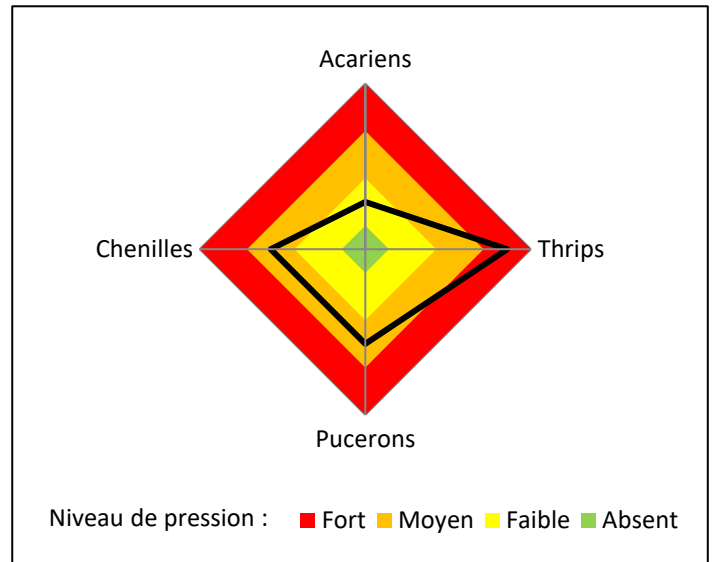 Acariens
Chenilles
Thrips
Pucerons
Niveau de pression : Fort Moyen Faible Absent